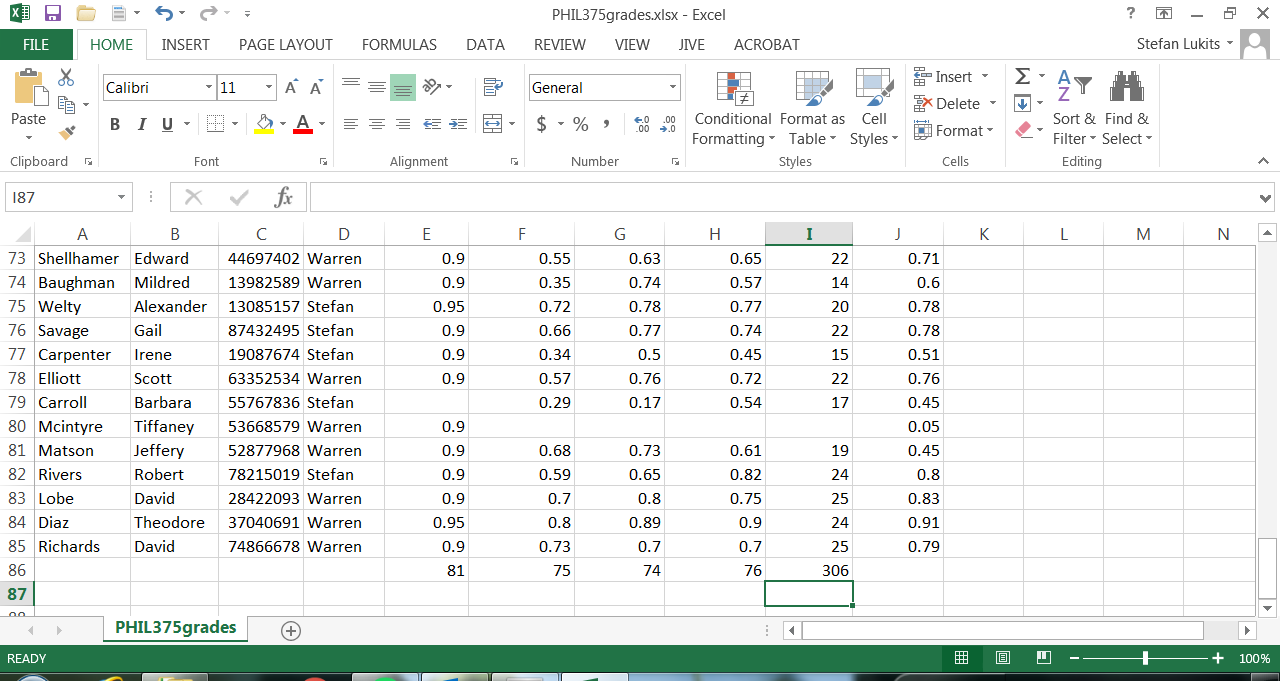 PHIL375grades.xlsx - Excel
FILE HOME INSERT PAGE LAYOUT FORMULAS DATA REVIEW VIEW JIVE ACROBAT Stefan Lukits
Paste
Calibri 11
B I U A
General
$ % ,
Conditional Formatting
Format as Table
Cell Styles
Insert
Delete
Format
Sort & Filter
Find & Select
Clipboard Font Alignment Number Styles Cells Editing
I87 fx
A B C D E F G H I J K L M N
73 Shellhamer Edward 44697402 Warren 0.9 0.55 0.63 0.65 22 0.71
74 Baughman Mildred 13982589 Warren 0.9 0.35 0.74 0.57 14 0.6
75 Welty Alexander 13085157 Stefan 0.95 0.72 0.78 0.77 20 0.78
76 Savage Gail 87432495 Stefan 0.9 0.66 0.77 0.74 22 0.78
77 Carpenter Irene 19087674 Stefan 0.9 0.34 0.5 0.45 15 0.51
78 Elliott Scott 63352534 Warren 0.9 0.57 0.76 0.72 22 0.76
79 Carroll Barbara 55767836 Stefan 0.29 0.17 0.54 17 0.45
80 Mcintyre Tiffaney 53668579 Warren 0.9 0.05
81 Matson Jeffery 52877968 Warren 0.9 0.68 0.73 0.61 19 0.45
82 Rivers Robert 78215019 Stefan 0.9 0.59 0.65 0.82 24 0.8
83 Lobe David 28422093 Warren 0.9 0.7 0.8 0.75 25 0.83
84 Diaz Theodore 37040691 Warren 0.95 0.8 0.89 0.9 24 0.91
85 Richards David 74866678 Warren 0.9 0.73 0.7 0.7 25 0.79
86 81 75 74 76 306
87
PHIL375grades
READY 100%